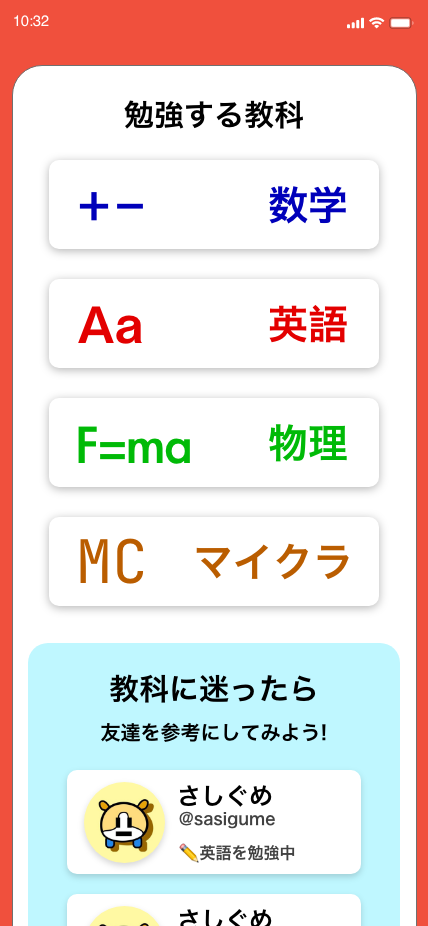 10:32
勉強する教科
+− 数学
Aa 英語
F=ma 物理
MC マイクラ
教科に迷ったら
友達を参考にしてみよう!
さしぐめ
@sasigume
✏️英語を勉強中
さしぐめ